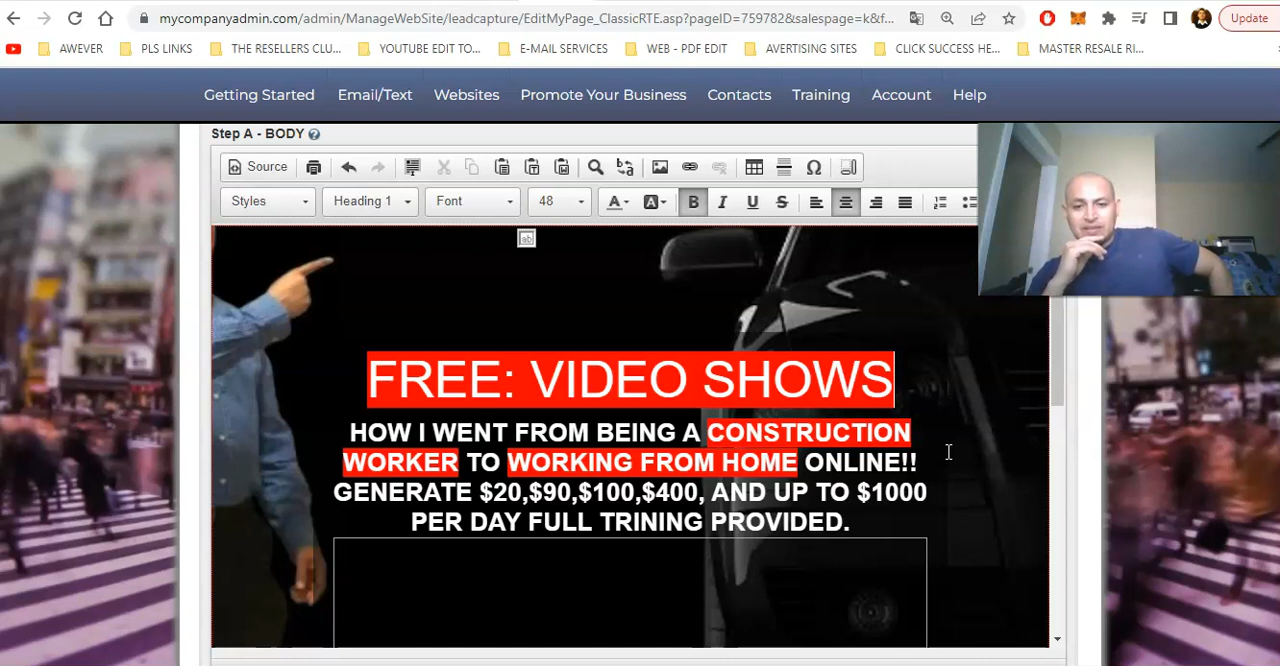 mycompanyadmin.com/admin/ManageWebSite/leadcapture/EditMyPage_ClassicRTE.asp?pageID=759782&salespage=k&f...
Update
AWEVER
PLS LINKS
THE RESELLERS CLU...
YOUTUBE EDIT TO...
E-MAIL SERVICES
WEB - PDF EDIT
AVERTISING SITES
CLICK SUCCESS HE...
MASTER RESALE RI...
Getting Started
Email/Text
Websites
Promote Your Business
Contacts
Training
Account
Help
Step A - BODY ?
Source
Styles
Heading 1
Font
48
A
A
B
I
U
S
ab
FREE: VIDEO SHOWS
HOW I WENT FROM BEING A CONSTRUCTION
WORKER TO WORKING FROM HOME ONLINE!!
GENERATE $20,$90,$100,$400, AND UP TO $1000
PER DAY FULL TRINING PROVIDED.